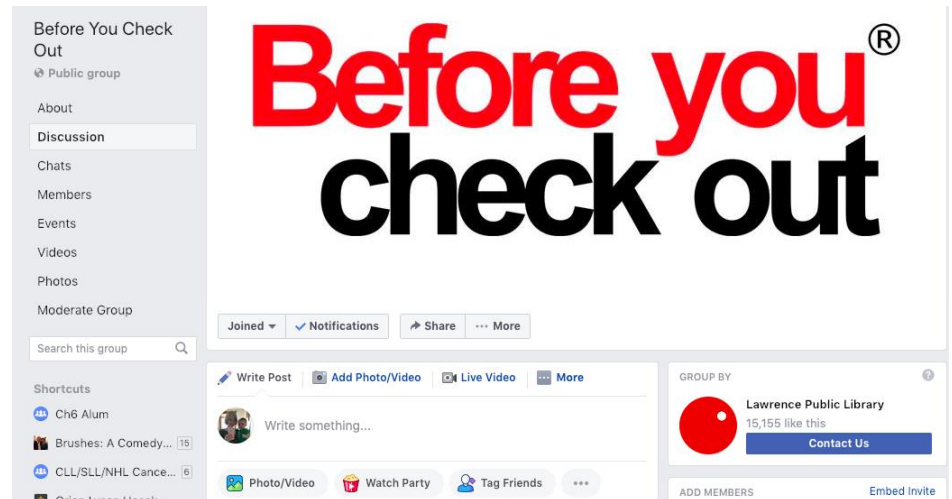 Before You Check
Out
Public group
About
Discussion
Chats
Members
Events
Videos
Photos
Moderate Group
Search this group
Shortcuts
Ch6 Alum
Brushes: A Comedy... 15
CLL/SLL/NHL Cance... 6
Before you®
check out
Joined
Notifications
Share
More
Write Post
Add Photo/Video
Live Video
More
Write something...
Photo/Video
Watch Party
Tag Friends
GROUP BY
Lawrence Public Library
15,155 like this
Contact Us
ADD MEMBERS
Embed Invite